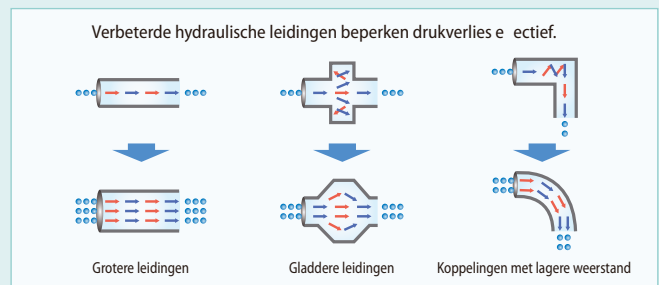 Verbeterde hydraulische leidingen beperken drukverlies e ectief.
Grotere leidingen
Gladdere leidingen
Koppelingen met lagere weerstand